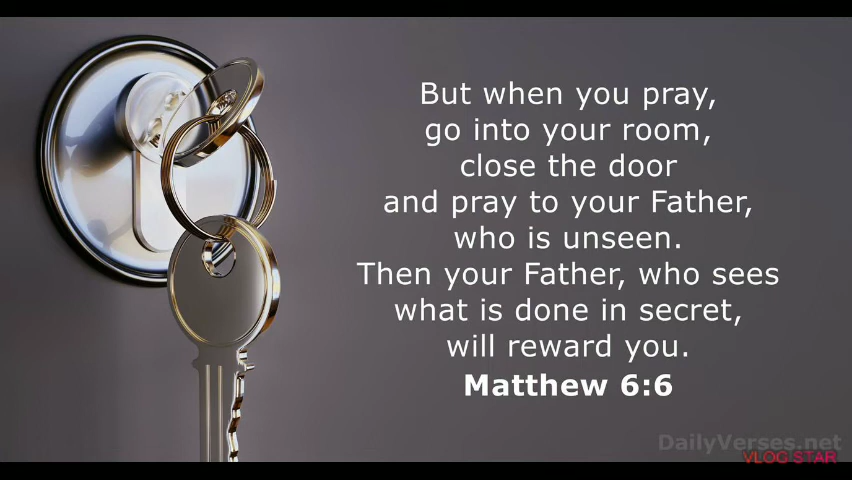 But when you pray,
go into your room,
close the door
and pray to your Father,
who is unseen.
Then your Father, who sees
what is done in secret,
will reward you.
Matthew 6:6
DailyVerses.net
VLOG STAR